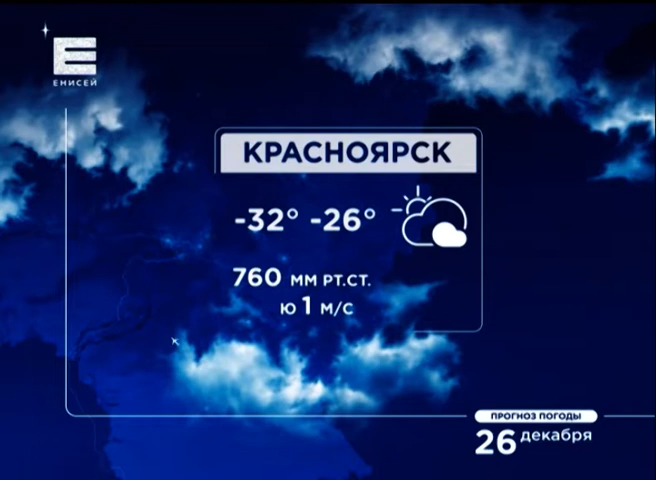 ЕНИСЕЙ
КРАСНОЯРСК
-32° -26°
760 ММ РТ.СТ.
Ю 1 М/С
ПРОГНОЗ ПОГОДЫ
26 декабря